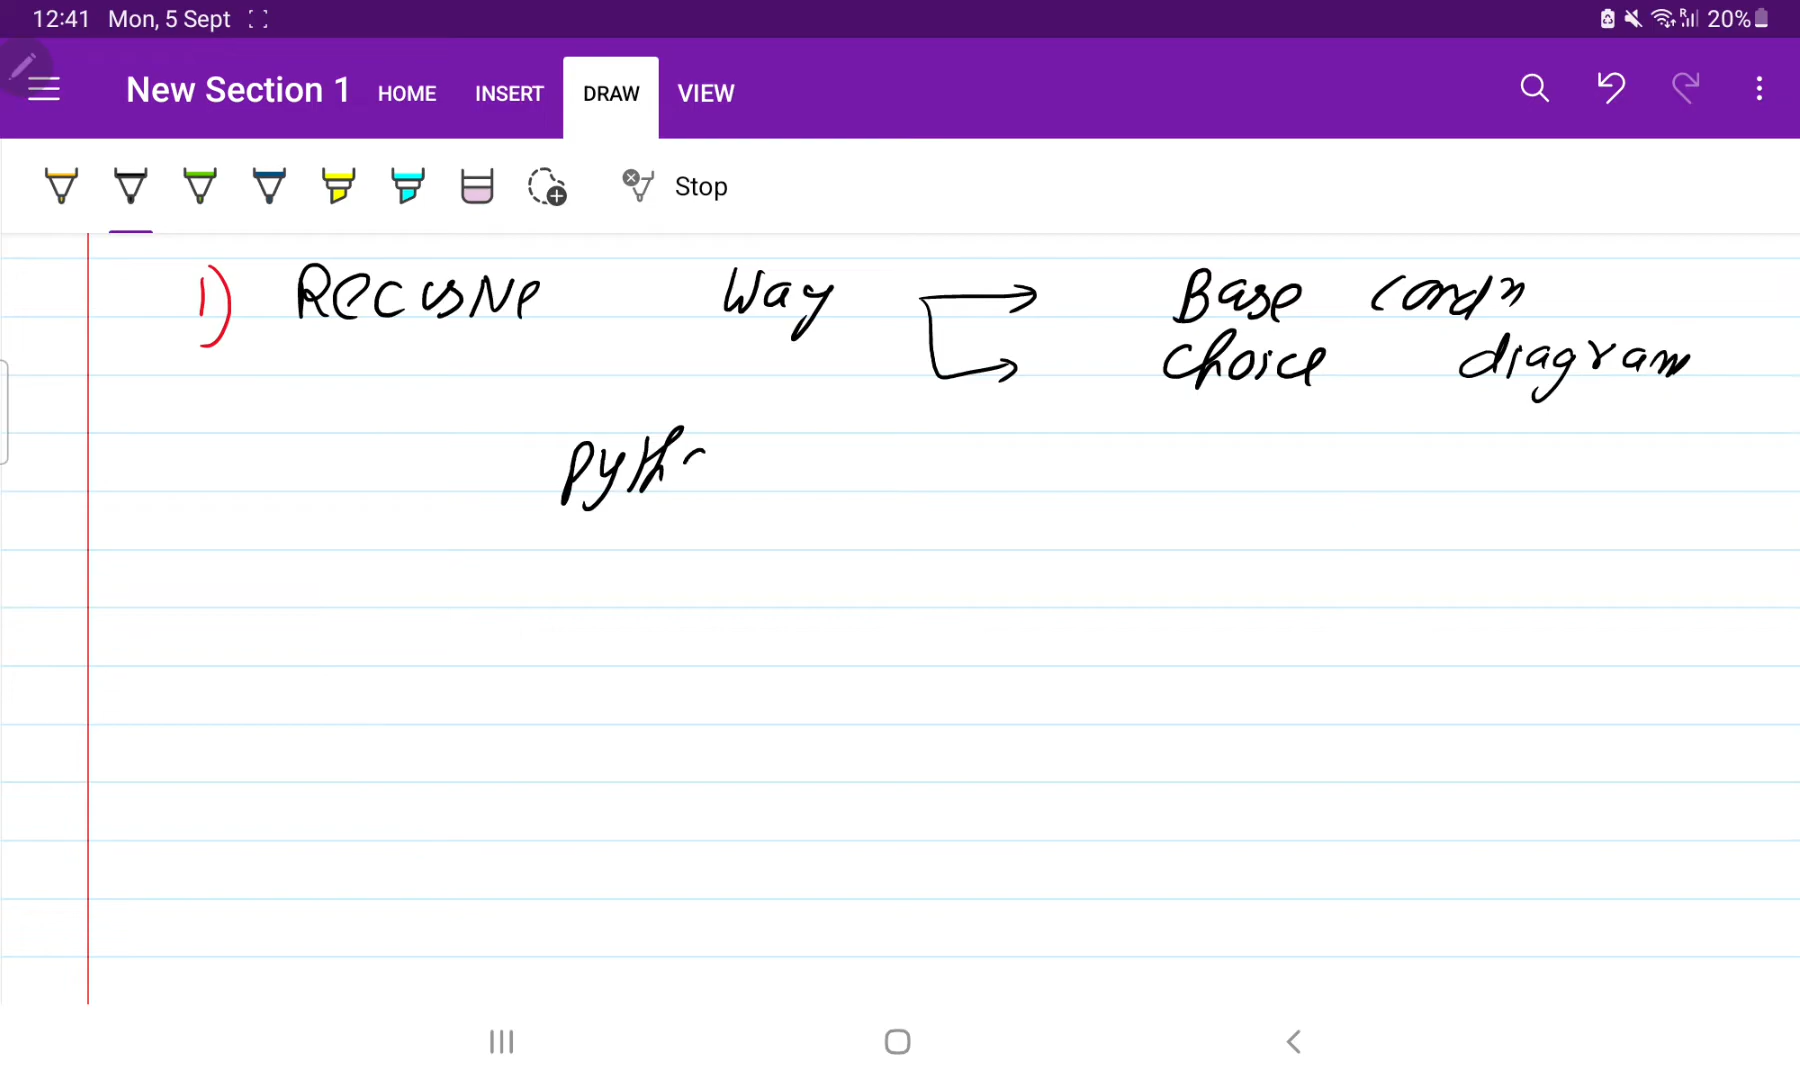 12:41 Mon, 5 Sept R 20%
New Section 1 HOME INSERT DRAW VIEW
Stop
1) Recusive Way Base condn
choice diagram
pyth